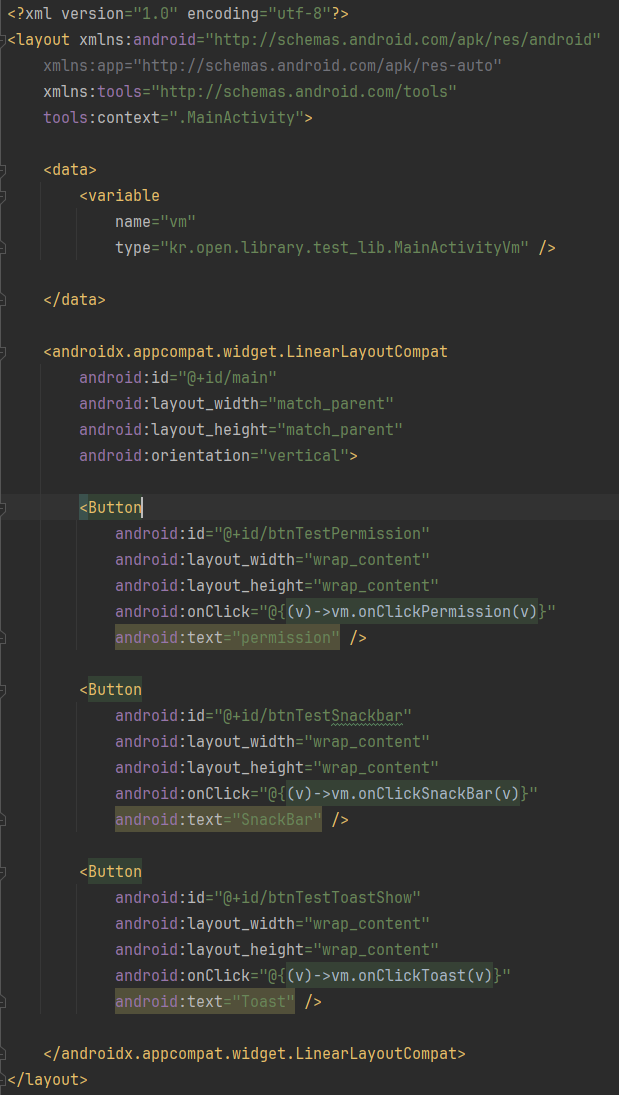 <?xml version="1.0" encoding="utf-8"?>
<layout xmlns:android="http://schemas.android.com/apk/res/android"
    xmlns:app="http://schemas.android.com/apk/res-auto"
    xmlns:tools="http://schemas.android.com/tools"
    tools:context=".MainActivity">

    <data>
        <variable
            name="vm"
            type="kr.open.library.test_lib.MainActivityVm" />

    </data>

    <androidx.appcompat.widget.LinearLayoutCompat
        android:id="@+id/main"
        android:layout_width="match_parent"
        android:layout_height="match_parent"
        android:orientation="vertical">

        <Button
            android:id="@+id/btnTestPermission"
            android:layout_width="wrap_content"
            android:layout_height="wrap_content"
            android:onClick="@{(v)->vm.onClickPermission(v)}"
            android:text="permission" />

        <Button
            android:id="@+id/btnTestSnackbar"
            android:layout_width="wrap_content"
            android:layout_height="wrap_content"
            android:onClick="@{(v)->vm.onClickSnackBar(v)}"
            android:text="SnackBar" />

        <Button
            android:id="@+id/btnTestToastShow"
            android:layout_width="wrap_content"
            android:layout_height="wrap_content"
            android:onClick="@{(v)->vm.onClickToast(v)}"
            android:text="Toast" />

    </androidx.appcompat.widget.LinearLayoutCompat>
</layout>